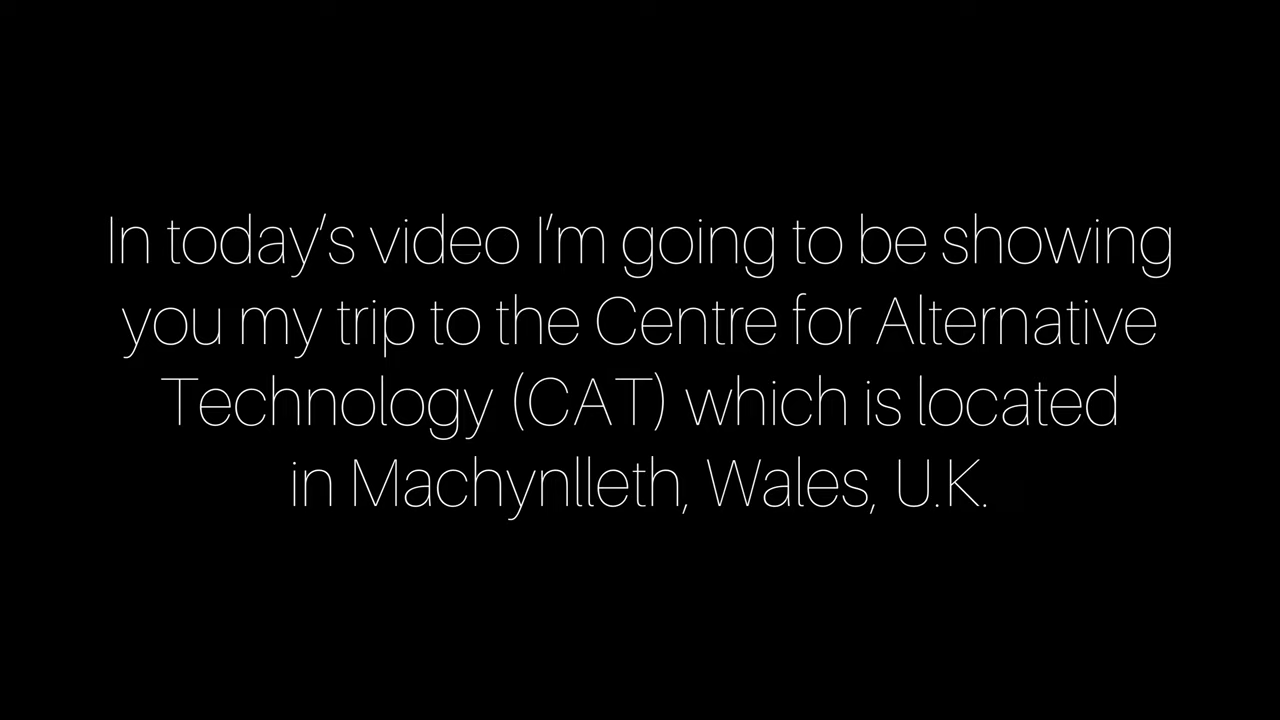 In today’s video I’m going to be showing
you my trip to the Centre for Alternative
Technology (CAT) which is located
in Machynlleth, Wales, U.K.